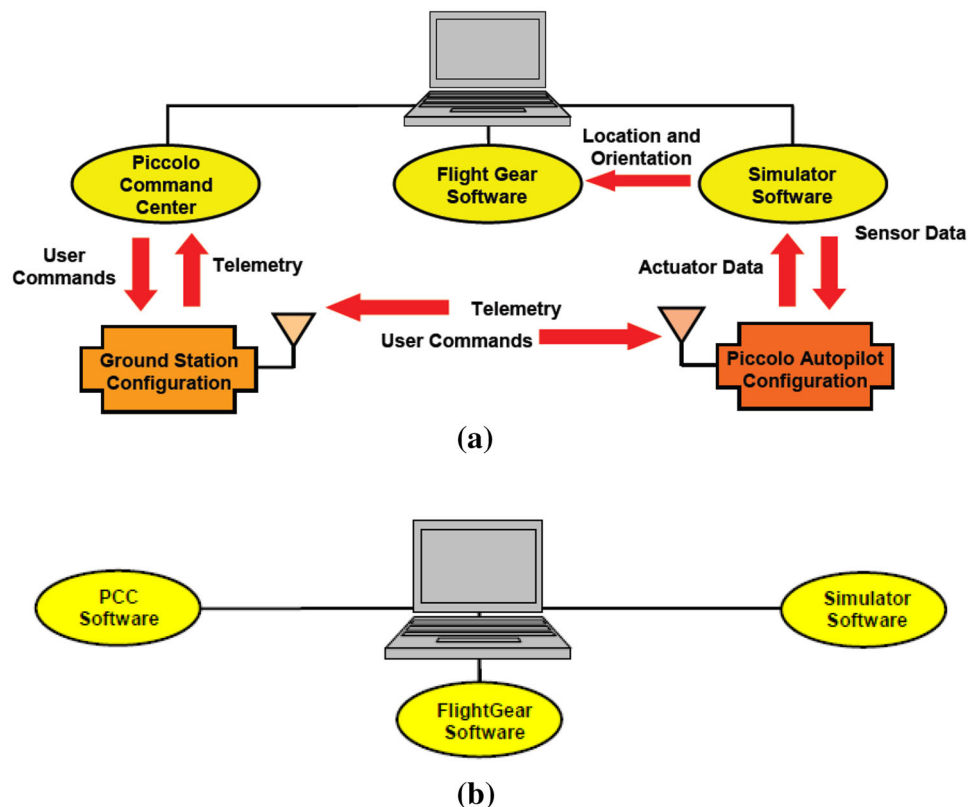 Piccolo
Command
Center
Flight Gear
Software
Location and
Orientation
Simulator
Software
User
Commands
Telemetry
Actuator Data
Sensor Data
Telemetry
User Commands
Ground Station
Configuration
Piccolo Autopilot
Configuration
(a)
PCC
Software
Simulator
Software
FlightGear
Software
(b)